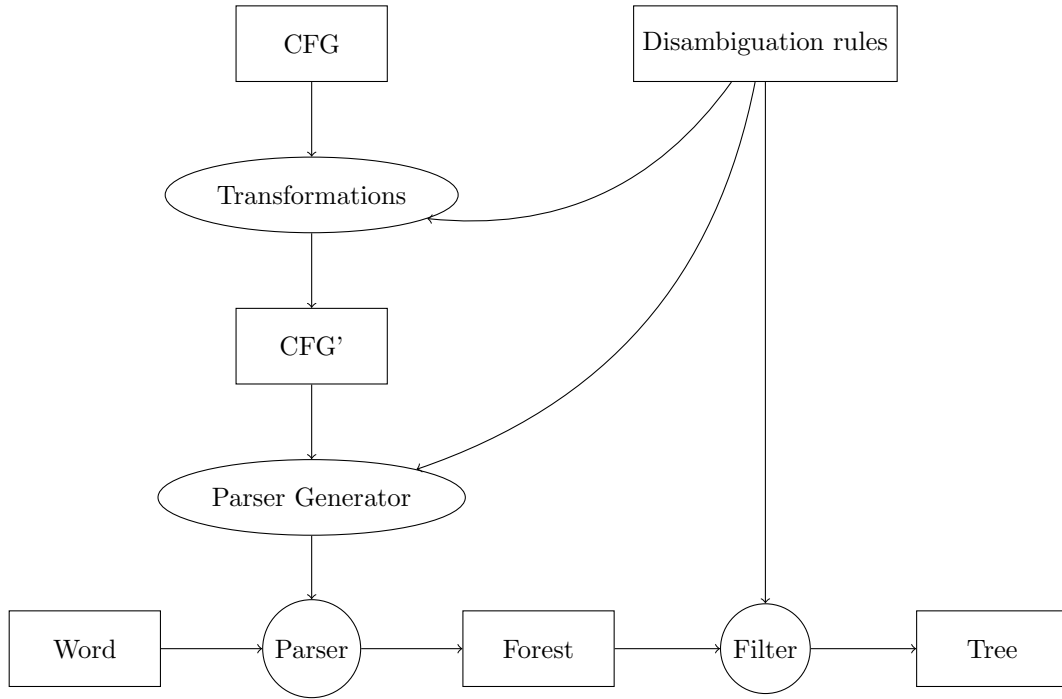 CFG
Disambiguation rules
Transformations
CFG'
Parser Generator
Word
Parser
Forest
Filter
Tree